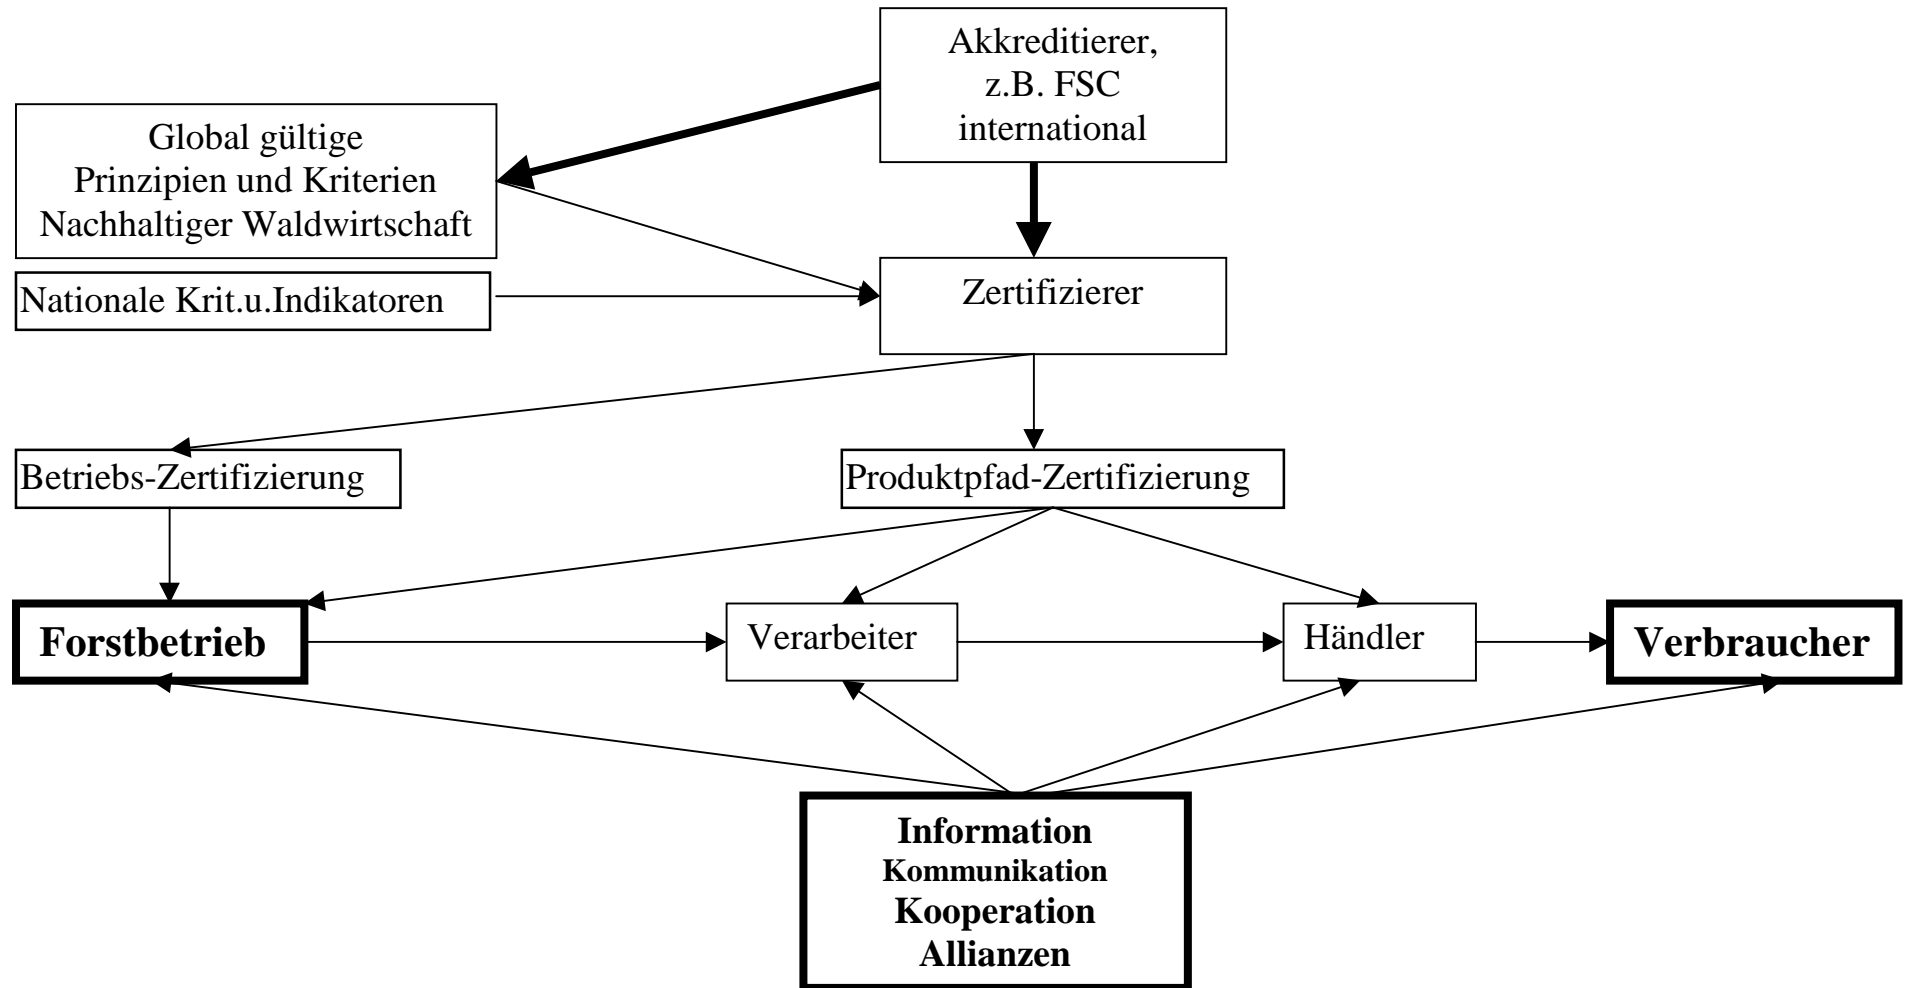 Akkreditierer,
z.B. FSC
international
Global gültige
Prinzipien und Kriterien
Nachhaltiger Waldwirtschaft
Nationale Krit.u.Indikatoren
Zertifizierer
Betriebs-Zertifizierung
Produktpfad-Zertifizierung
Forstbetrieb
Verarbeiter
Händler
Verbraucher
Information
Kommunikation
Kooperation
Allianzen